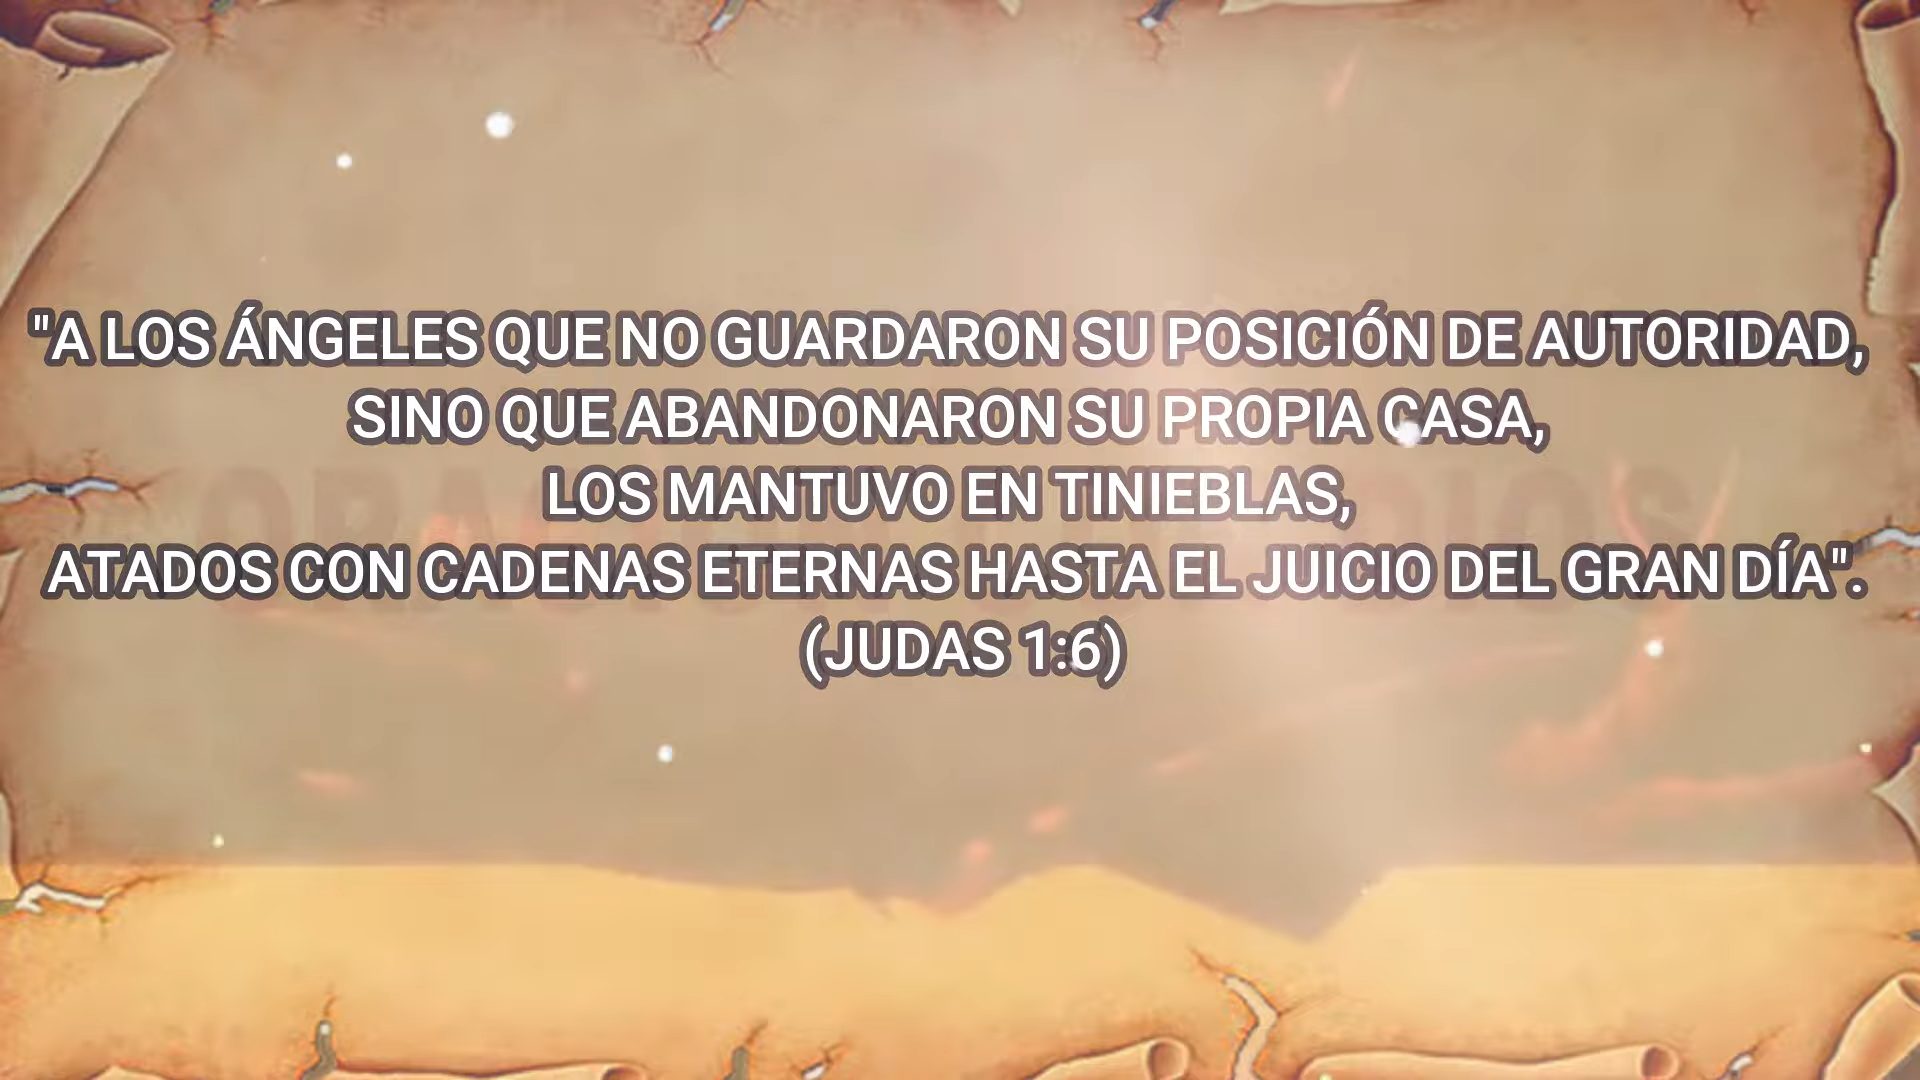 "A LOS ÁNGELES QUE NO GUARDARON SU POSICIÓN DE AUTORIDAD,
SINO QUE ABANDONARON SU PROPIA CASA,
LOS MANTUVO EN TINIEBLAS,
ATADOS CON CADENAS ETERNAS HASTA EL JUICIO DEL GRAN DÍA".
(JUDAS 1:6)